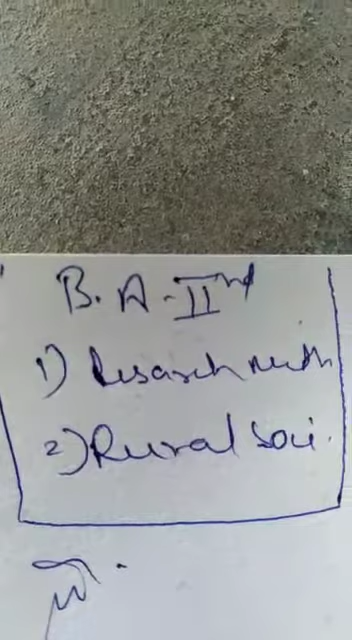 B.A-IInd
1) Resarch meth
2) Rural Soci.